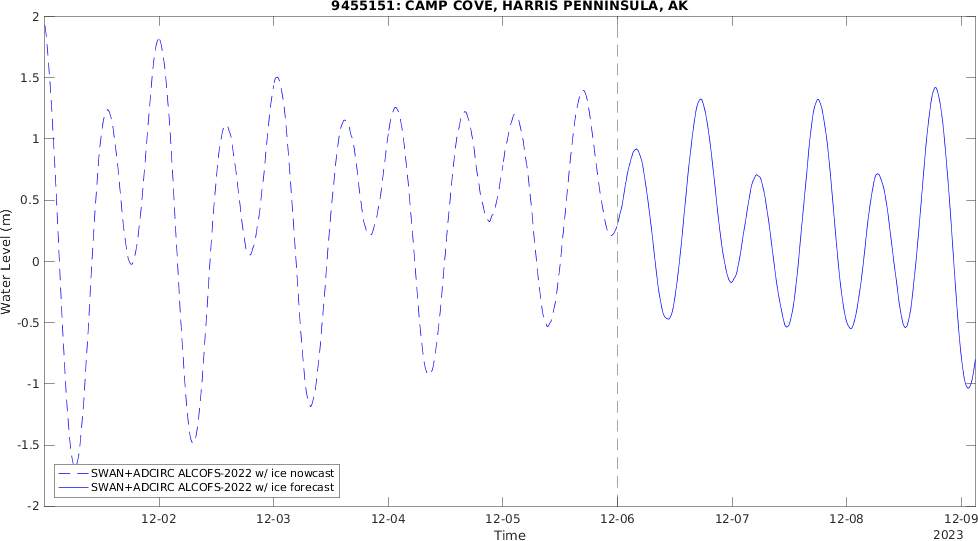 9455151: CAMP COVE, HARRIS PENNINSULA, AK
Water Level (m)
2
1.5
1
0.5
0
-0.5
-1
-1.5
-2
SWAN+ADCIRC ALCOFS-2022 w/ ice nowcast
SWAN+ADCIRC ALCOFS-2022 w/ ice forecast
12-02 12-03 12-04 12-05 12-06 12-07 12-08 12-09
Time
2023